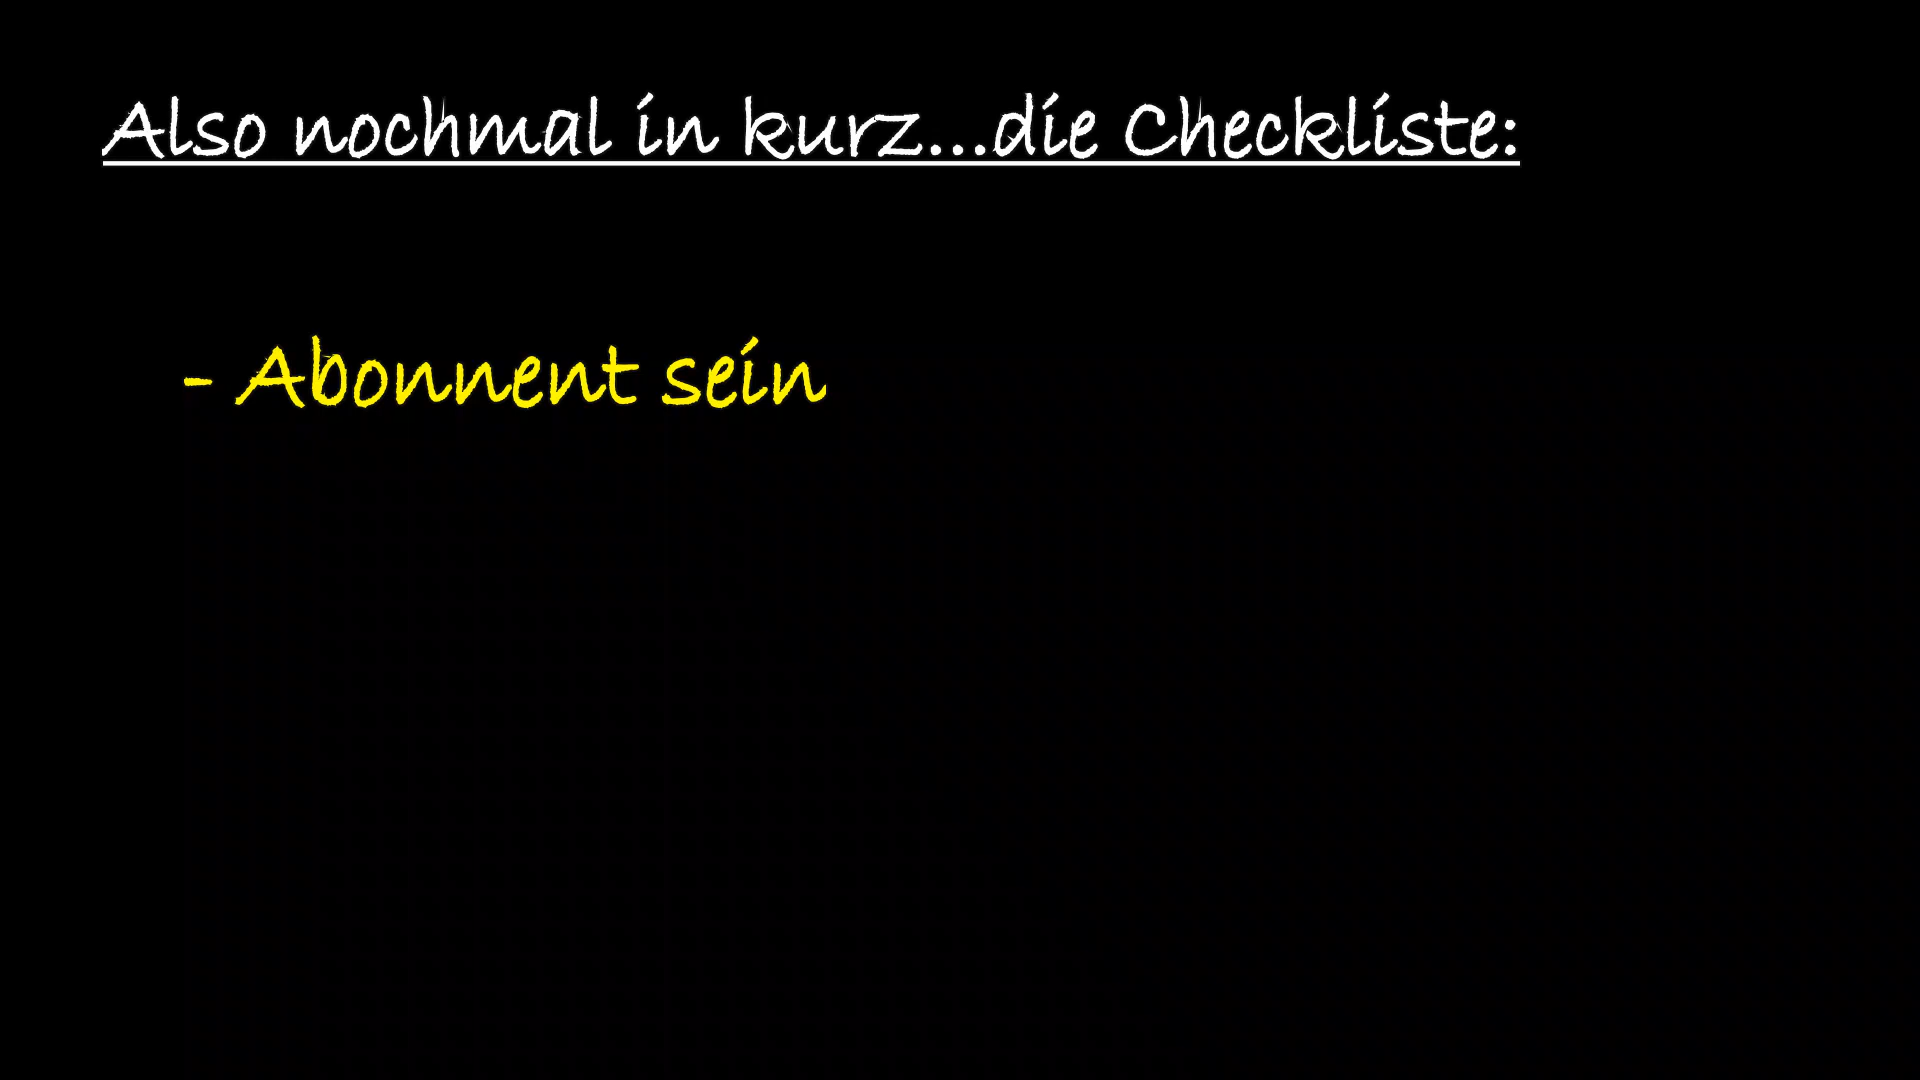 Also nochmal in kurz...die Checkliste:
- Abonnent sein